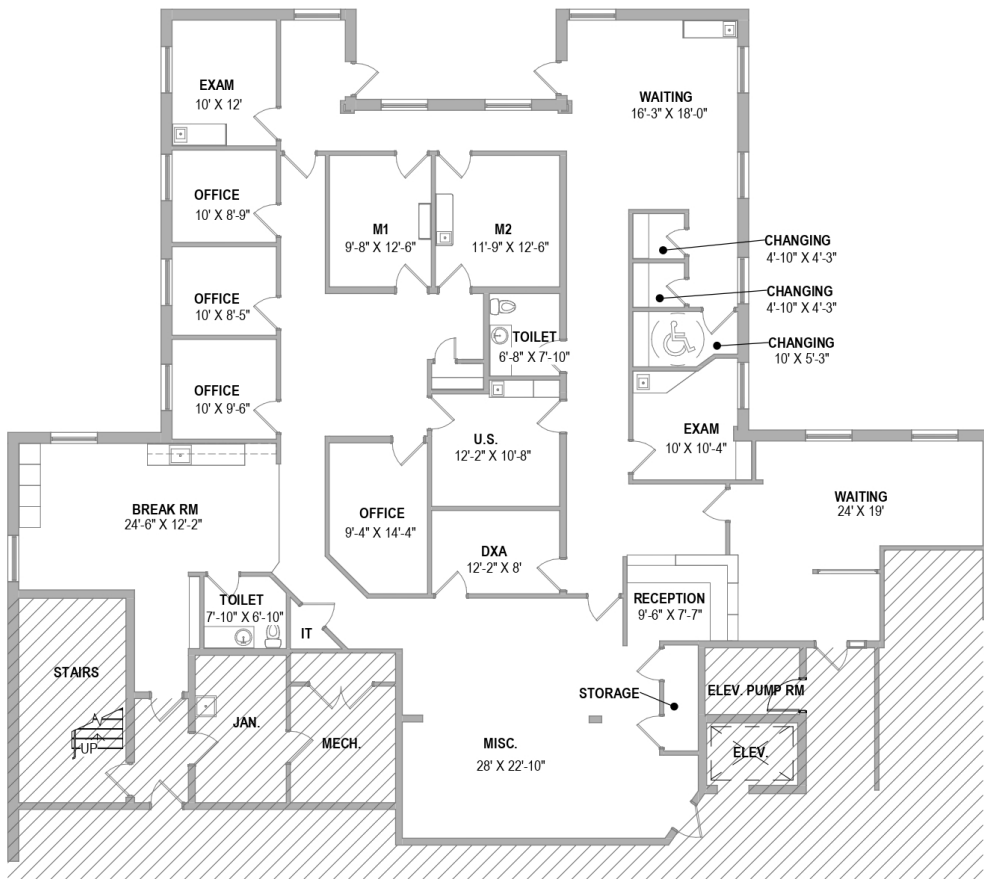 EXAM
10' X 12'
WAITING
16'-3" X 18'-0"
OFFICE
10' X 8'-9"
M1
9'-8" X 12'-6"
M2
11'-9" X 12'-6"
CHANGING
4'-10" X 4'-3"
OFFICE
10' X 8'-5"
CHANGING
4'-10" X 4'-3"
TOILET
6'-8" X 7'-10"
CHANGING
10' X 5'-3"
OFFICE
10' X 9'-6"
U.S.
12'-2" X 10'-8"
EXAM
10' X 10'-4"
BREAK RM
24'-6" X 12'-2"
OFFICE
9'-4" X 14'-4"
WAITING
24' X 19'
DXA
12'-2" X 8'
TOILET
7'-10" X 6'-10"
IT
RECEPTION
9'-6" X 7'-7"
STAIRS
STORAGE
ELEV. PUMP RM
A
UP
JAN.
MECH.
MISC.
28' X 22'-10"
ELEV.